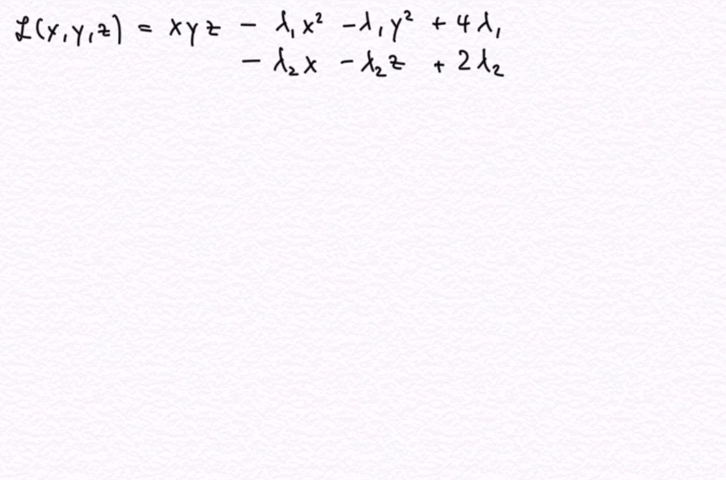 ℒ(x,y,z) = xyz - λ₁x² - λ₁y² + 4λ₁
- λ₂x - λ₂z + 2λ₂